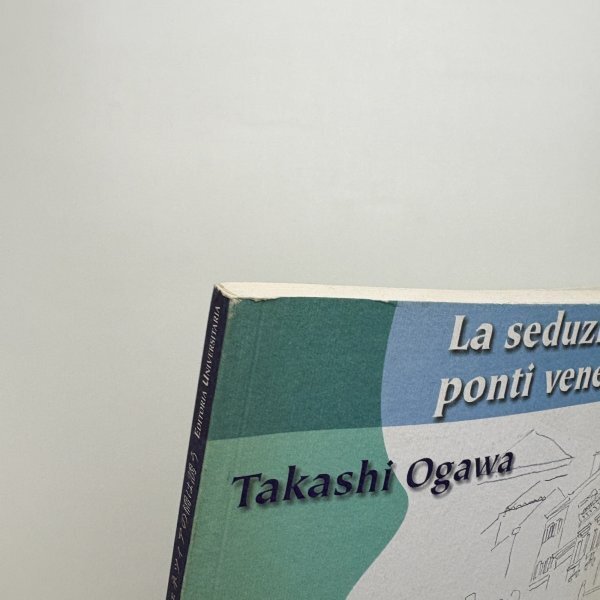 La seduzi
ponti vene
Takashi Ogawa
EDITORIA UNIVERSITARIA